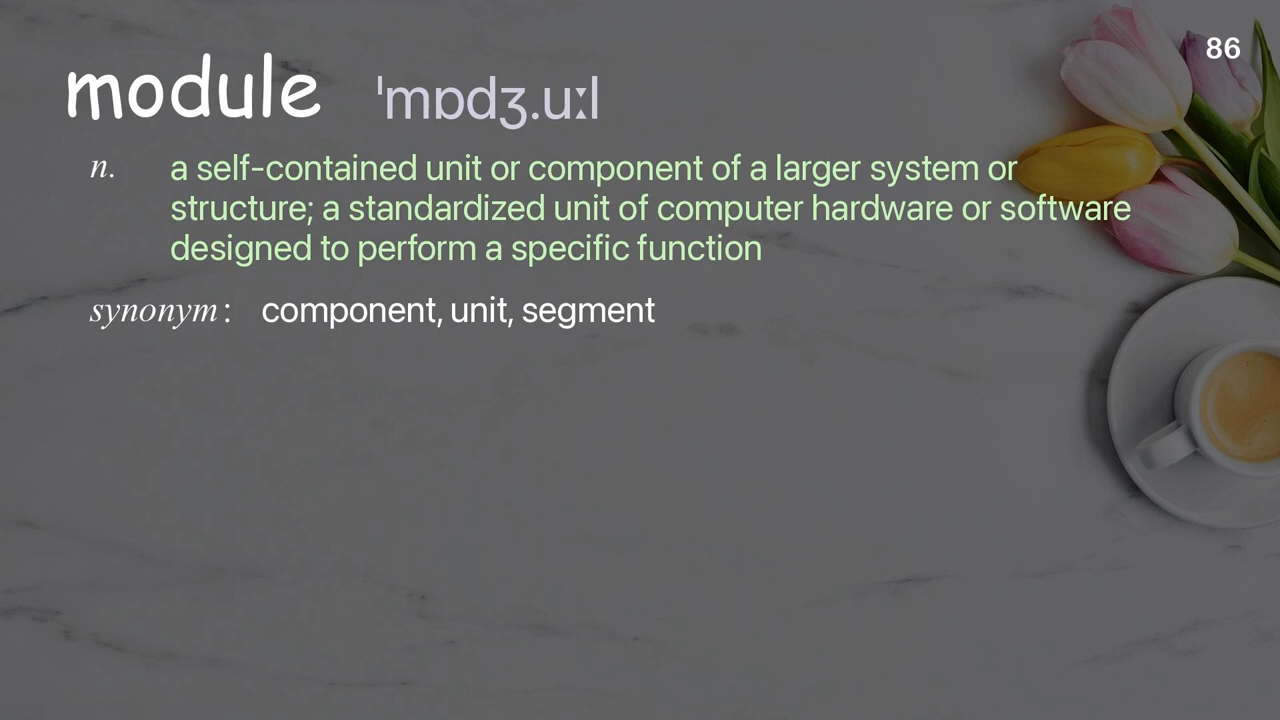 86
module ˈmɒdʒ.uːl
n. a self-contained unit or component of a larger system or
structure; a standardized unit of computer hardware or software
designed to perform a specific function
synonym: component, unit, segment